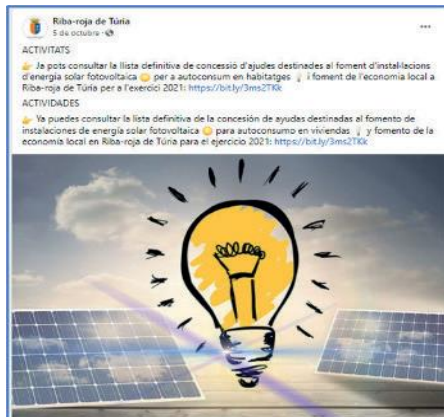 Riba-roja de Túria
5 de octubre ·
ACTIVITATS
👉 Ja pots consultar la llista definitiva de concessió d'ajudes destinades al foment d'instal·lacions
d'energia solar fotovoltaica 🌞 per a autoconsum en habitatges 💡 i foment de l'economia local a
Riba-roja de Túria per a l'exercici 2021: https://bit.ly/3ms2TKk
ACTIVIDADES
👉 Ya puedes consultar la lista definitiva de la concesión de ayudas destinadas al fomento de
instalaciones de energía solar fotovoltaica 🌞 para autoconsumo en viviendas 💡 y fomento de la
economía local en Riba-roja de Túria para el ejercicio 2021: https://bit.ly/3ms2TKk